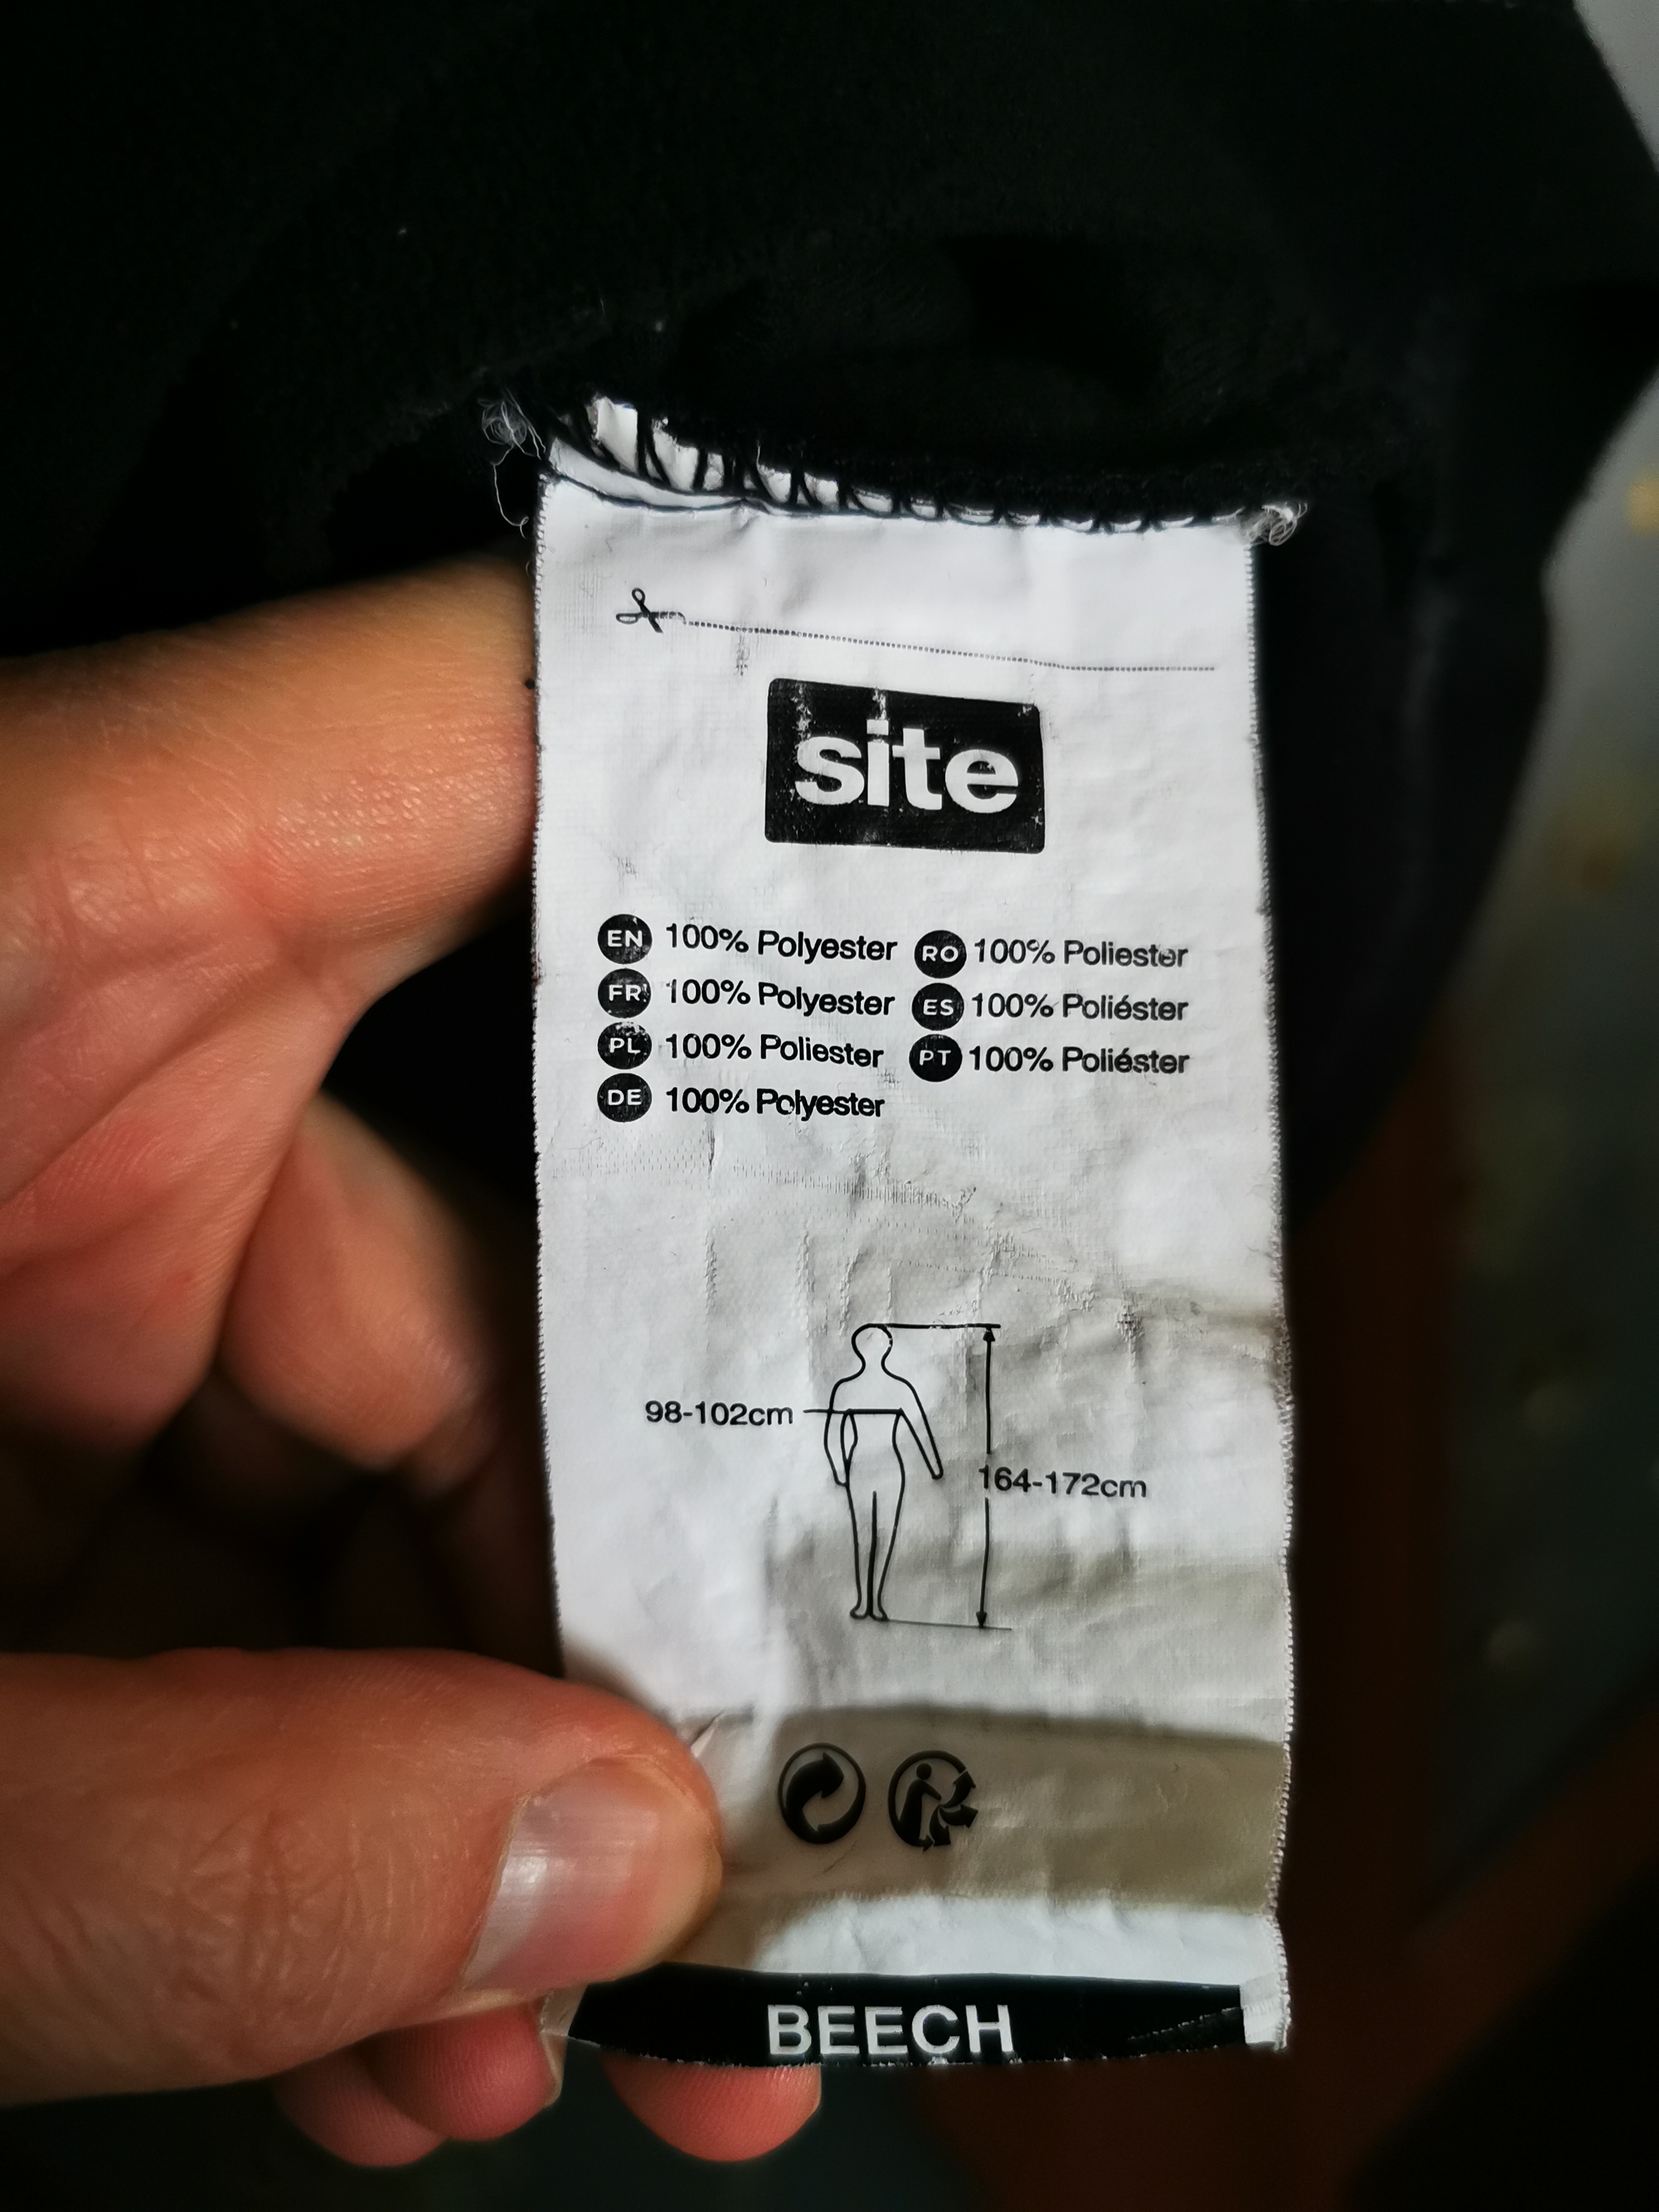 site
EN 100% Polyester RO 100% Poliester
FR 100% Polyester ES 100% Poliéster
PL 100% Poliester PT 100% Poliéster
DE 100% Polyester
98-102cm
164-172cm
BEECH